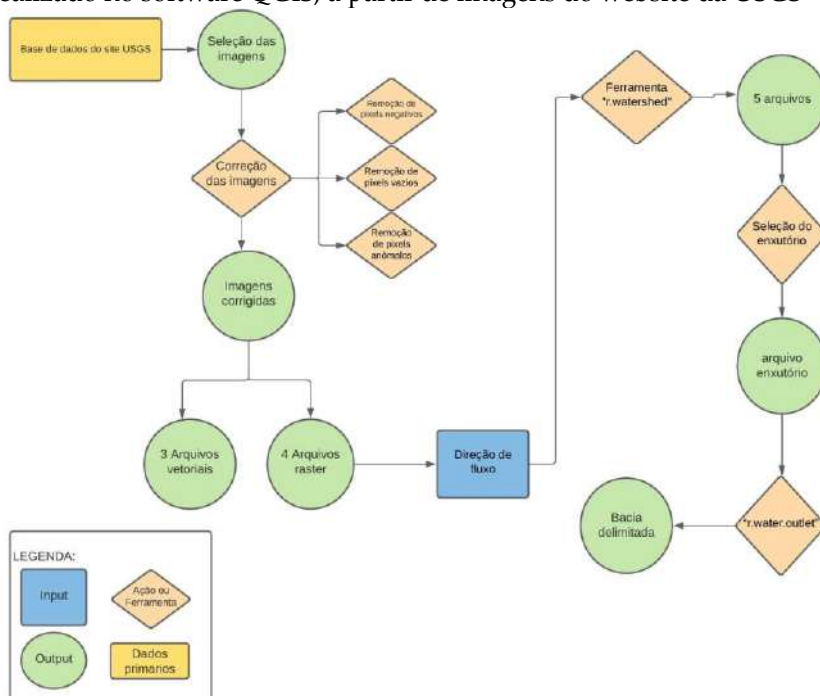 software QGIS, a partir de imagens do website da USGS
Base de dados do site USGS
Seleção das
imagens
Correção
das imagens
Remoção de
pixels negativos
Remoção de
pixels vazios
Remoção
de pixels
anômalos
Imagens
corrigidas
3 Arquivos
vetoriais
4 Arquivos
raster
Direção de
fluxo
Ferramenta
"r.watershed"
5 arquivos
Seleção do
enxutório
arquivo
enxutório
"r.water.outlet"
Bacia
delimitada
LEGENDA:
Input
Ação ou
Ferramenta
Output
Dados
primarios